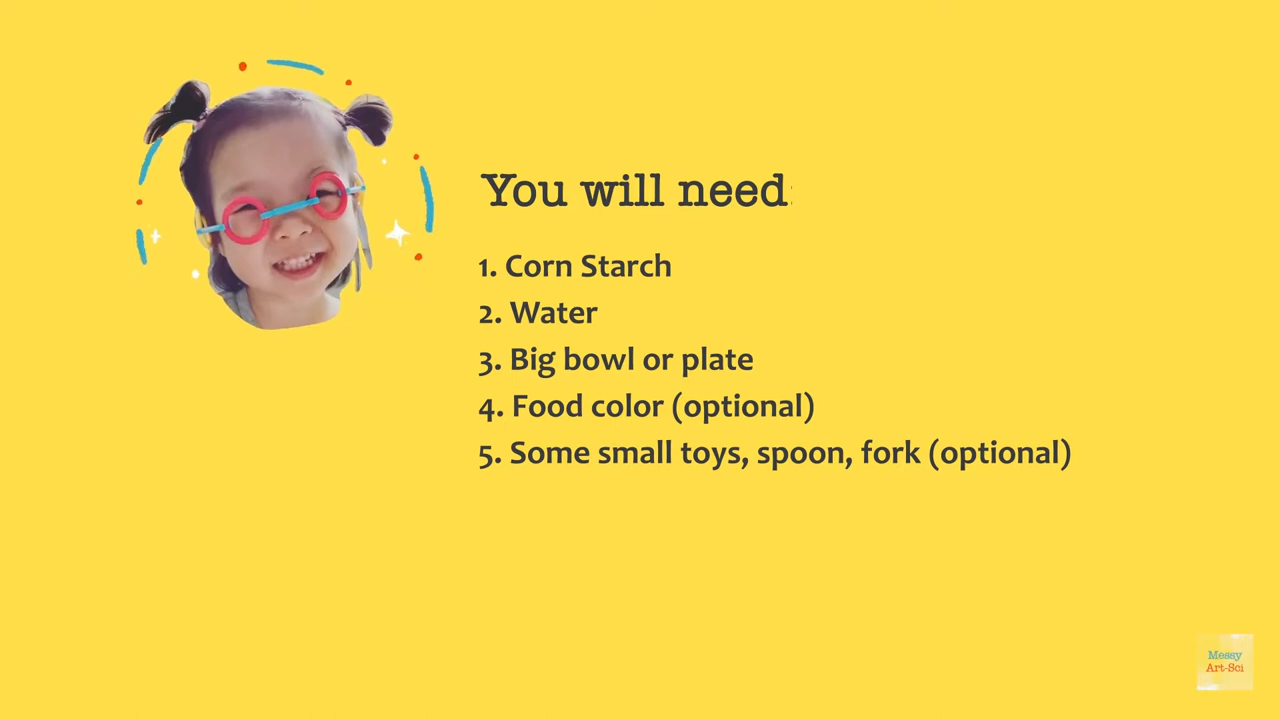 You will need:
1. Corn Starch
2. Water
3. Big bowl or plate
4. Food color (optional)
5. Some small toys, spoon, fork (optional)
Messy
Art-Sci